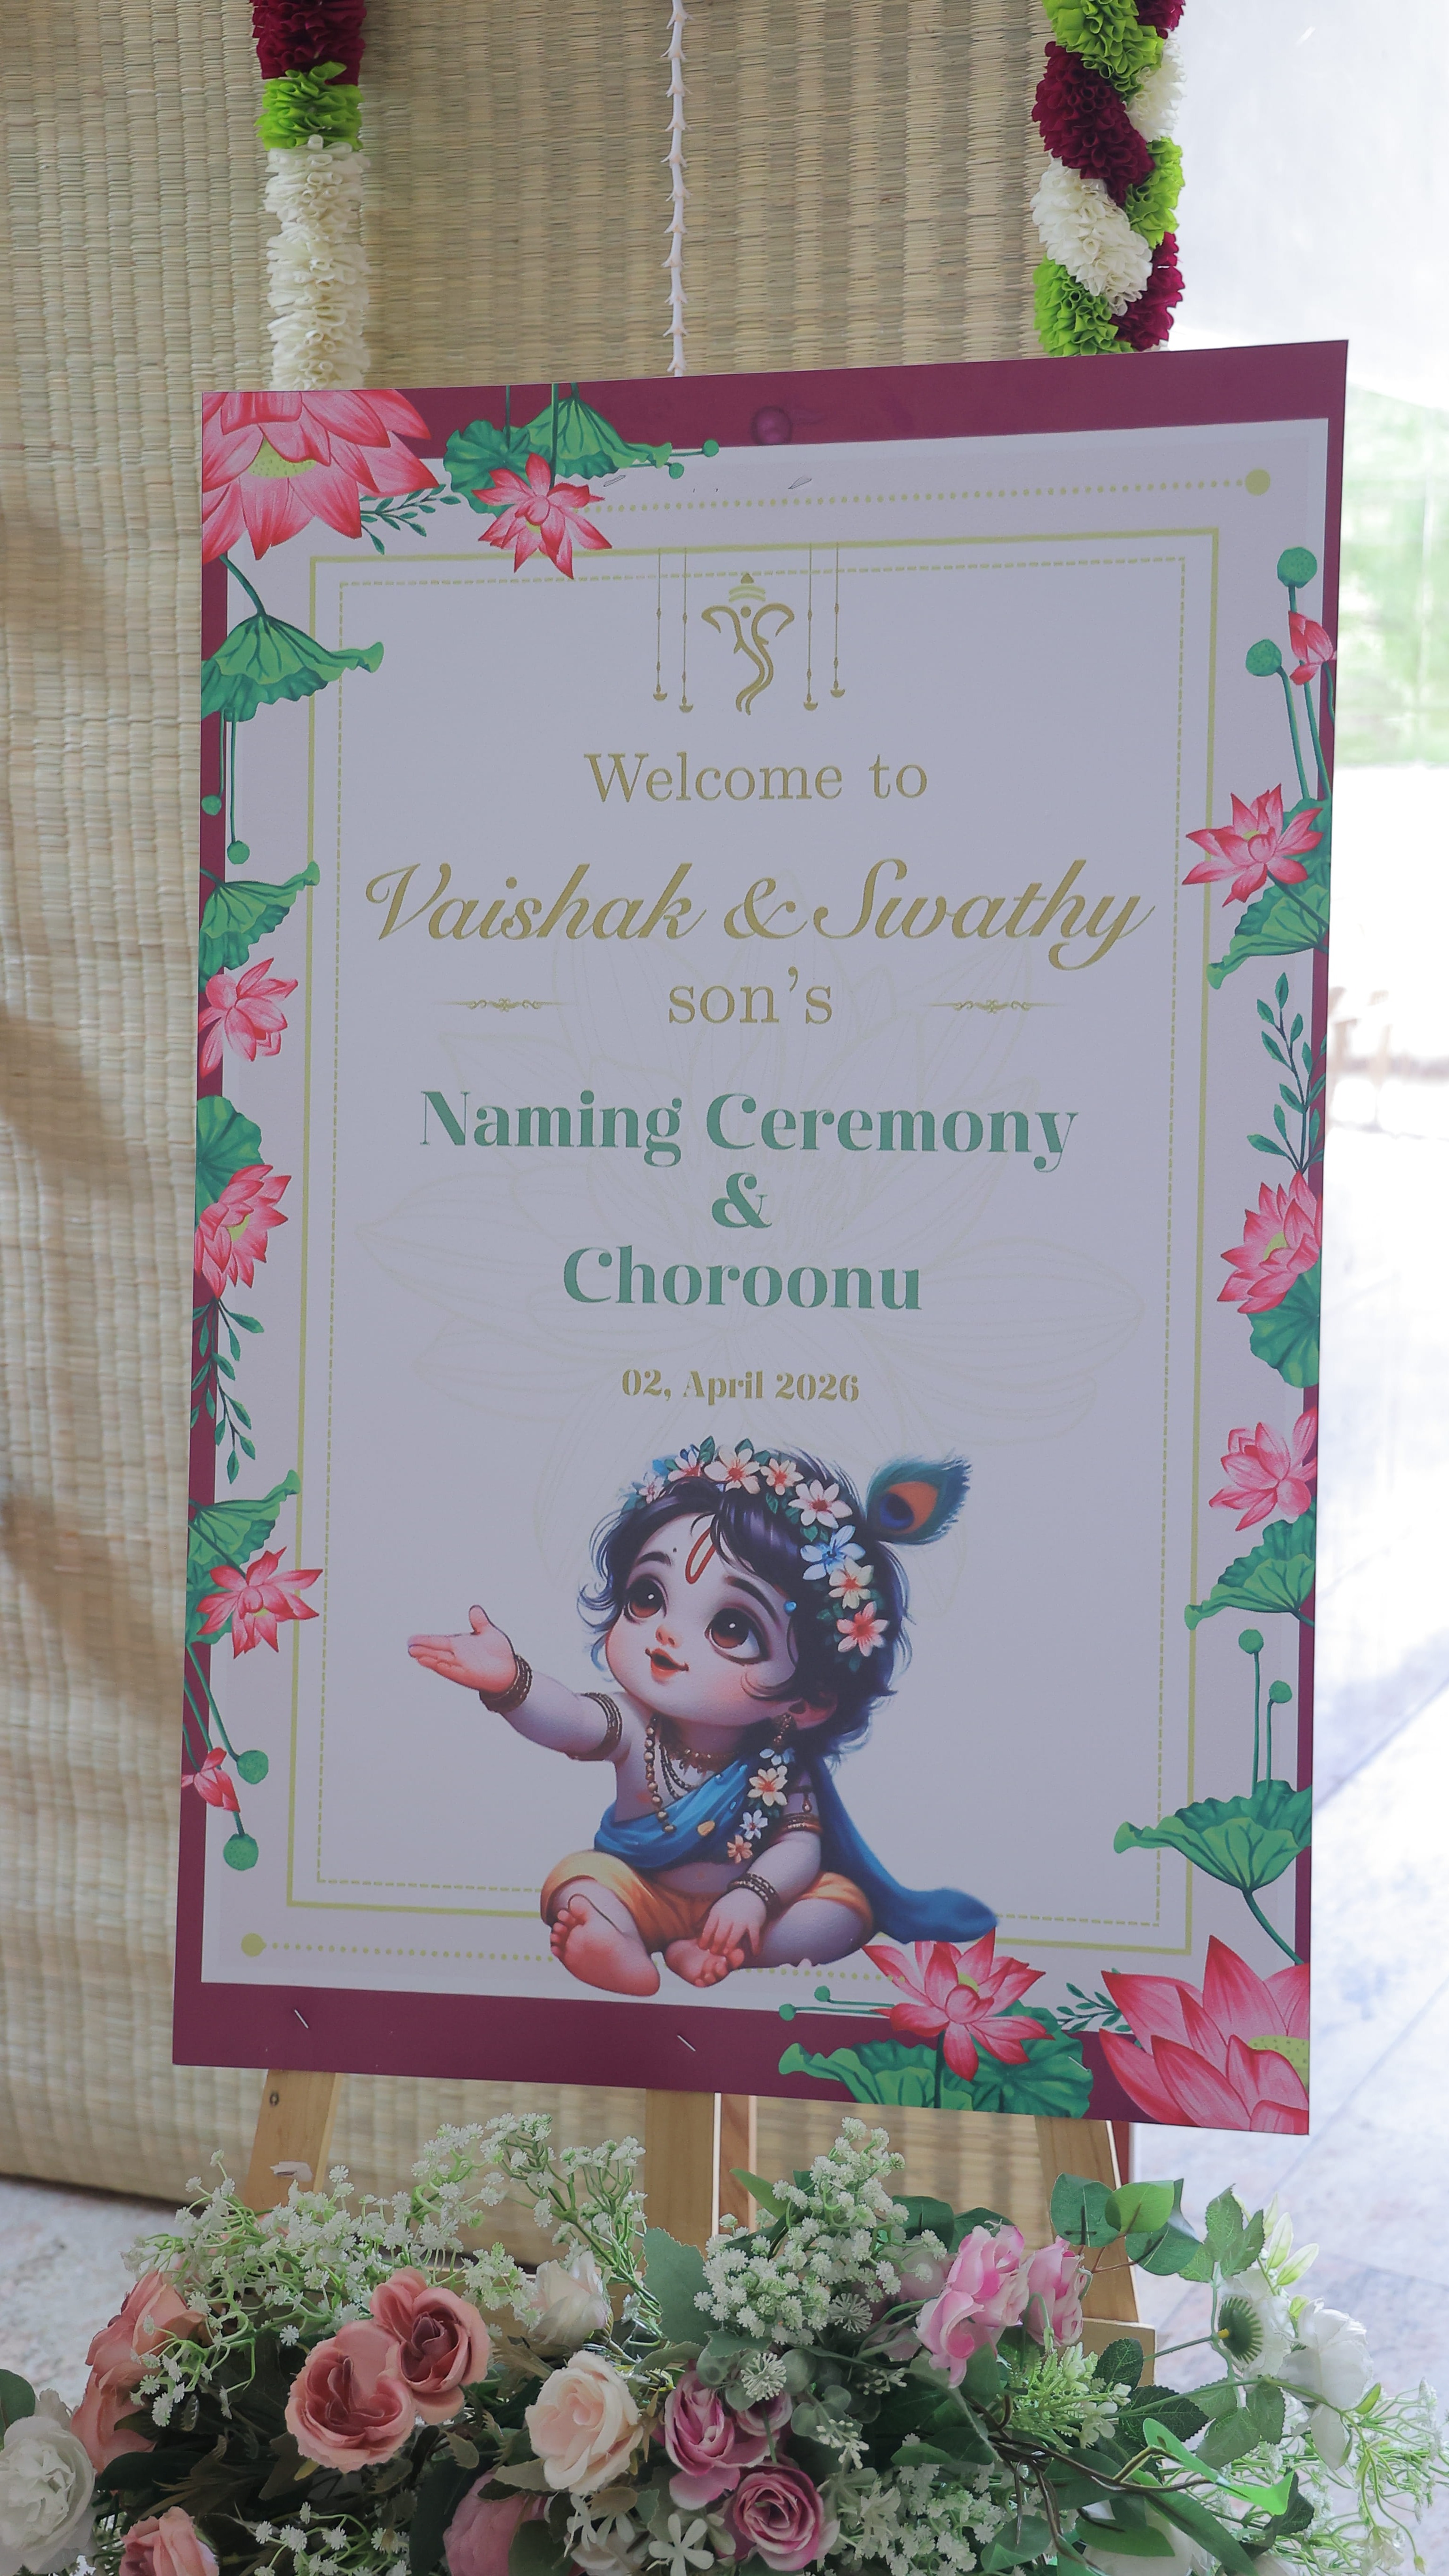 Welcome to
Vaishak & Swathy
son's
Naming Ceremony
&
Choroonu
02, April 2026